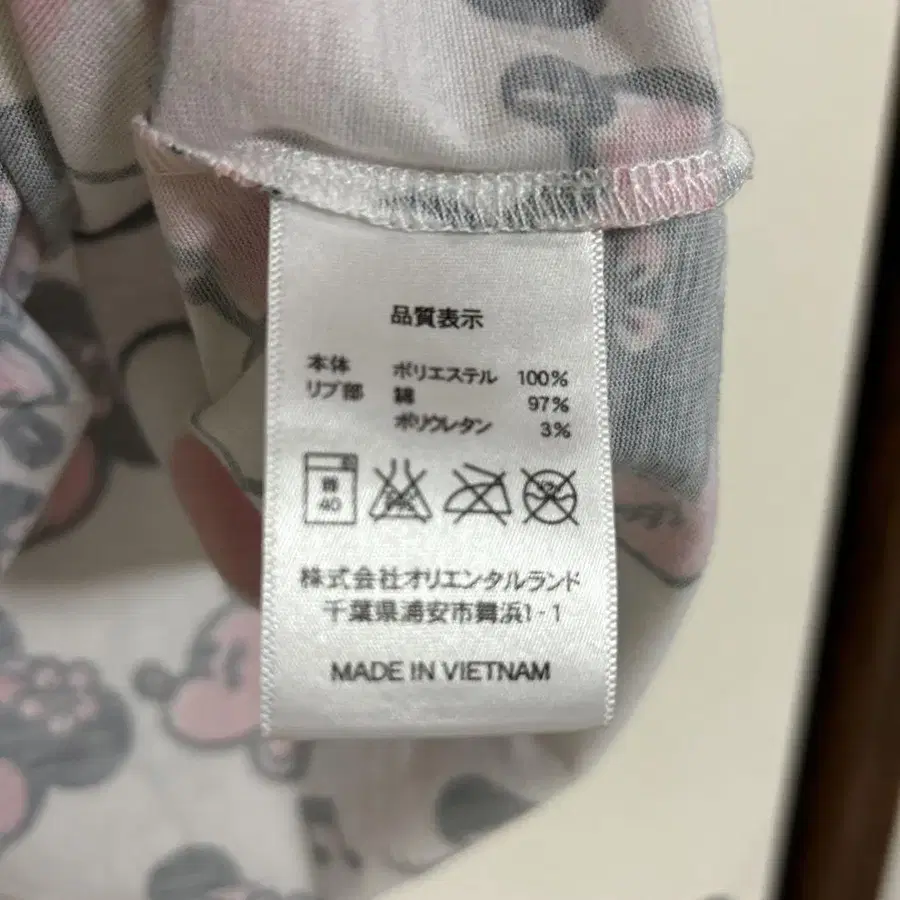 品質表示
本体 ポリエステル 100%
リブ部 綿 97%
ポリウレタン 3%
40
株式会社オリエンタルランド
千葉県浦安市舞浜1-1
MADE IN VIETNAM